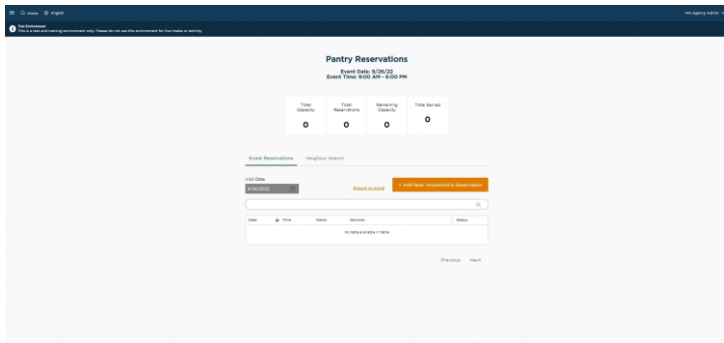 Home English
MO Agency Admin
Test Environment
This is a test and training environment only. Please do not use this environment for live intake or activity.
Pantry Reservations
Event Date: 9/26/22
Event Time: 9:00 AM - 6:00 PM
Total Capacity
0
Total Reservations
0
Remaining Capacity
0
Total Served
0
Event Reservations Neighbor Search
Visit Date
9/26/2022
Export to excel
+ Add New Household & Reservation
Date Time Name Services Status
No data available in table
Previous Next